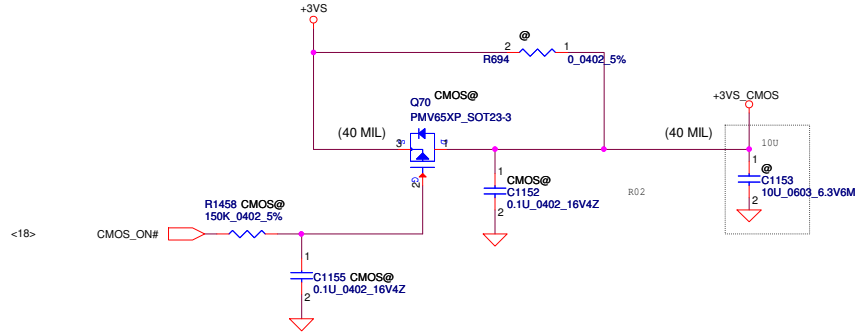 +3VS
@
2
1
R694
0_0402_5%
CMOS@
Q70
PMV65XP_SOT23-3
+3VS_CMOS
(40 MIL)
3
S
D
1
(40 MIL)
10U
G
2
1
CMOS@
C1152
0.1U_0402_16V4Z
2
R02
1
@
C1153
10U_0603_6.3V6M
2
R1458 CMOS@
150K_0402_5%
<18>
CMOS_ON#
1
C1155 CMOS@
0.1U_0402_16V4Z
2